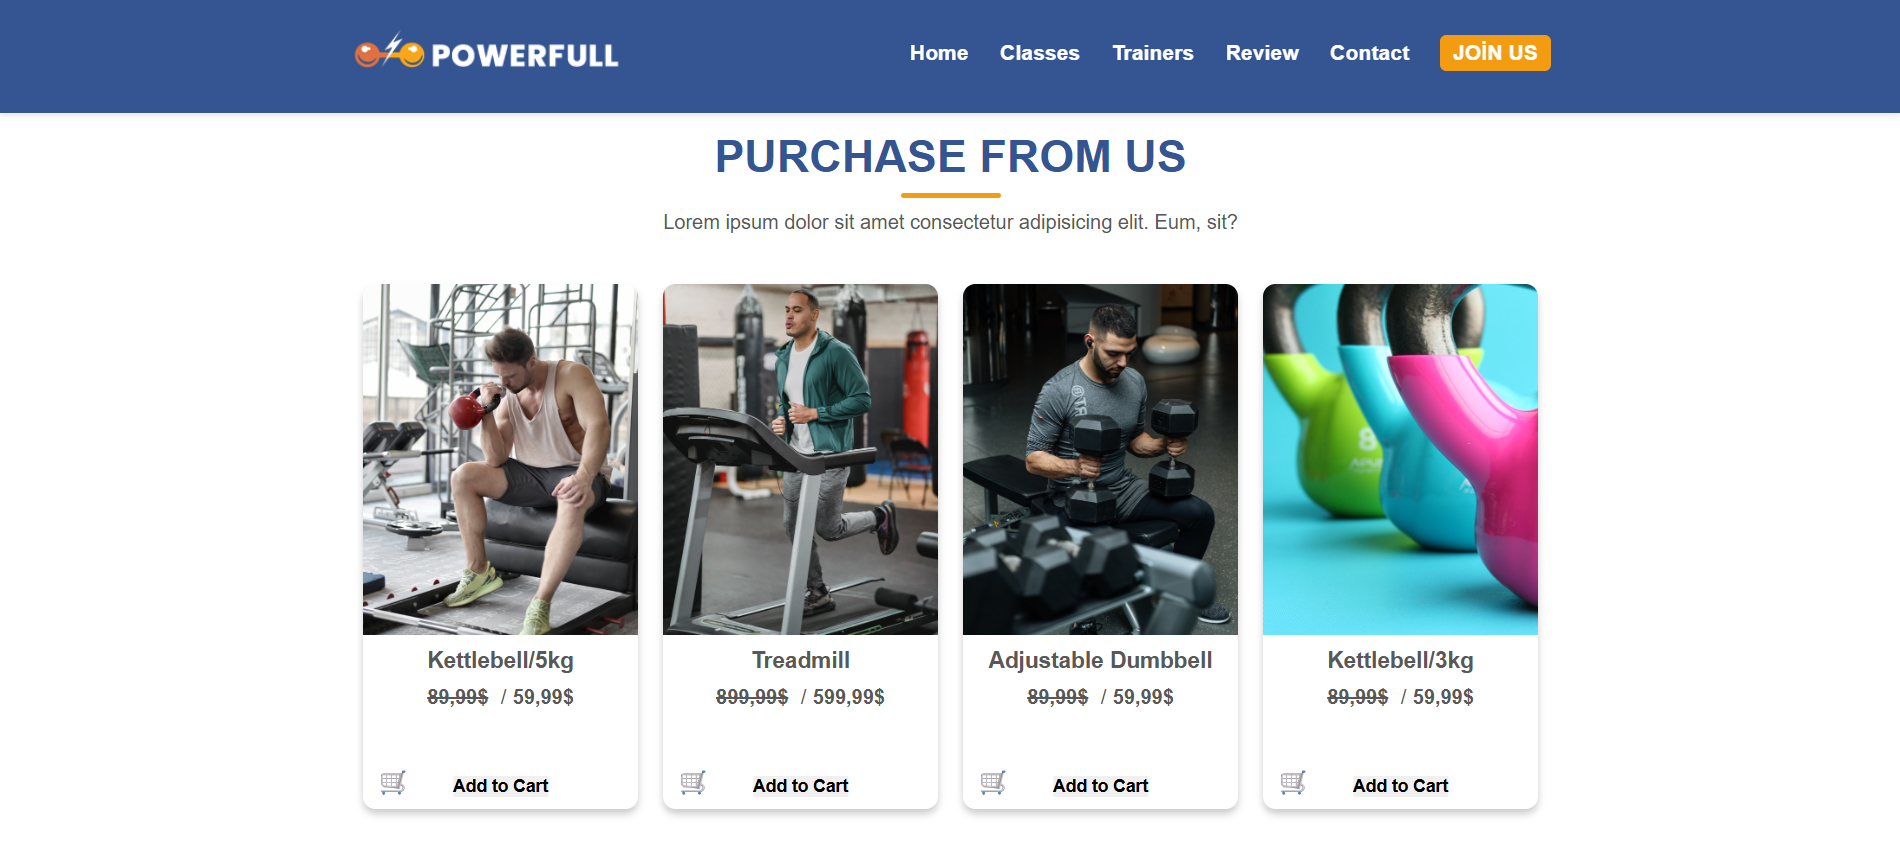 POWERFULL
Home Classes Trainers Review Contact JOİN US
PURCHASE FROM US
Lorem ipsum dolor sit amet consectetur adipisicing elit. Eum, sit?
Kettlebell/5kg
89,99$ / 59,99$
Add to Cart
Treadmill
899,99$ / 599,99$
Add to Cart
Adjustable Dumbbell
89,99$ / 59,99$
Add to Cart
8
Kettlebell/3kg
89,99$ / 59,99$
Add to Cart